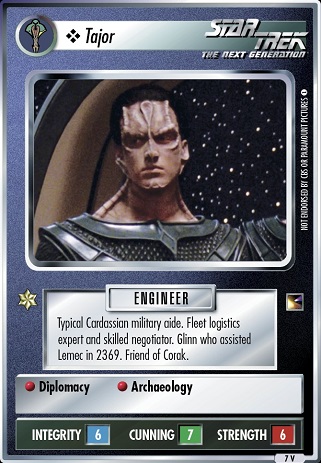 ❖ Tajor
STAR TREK
THE NEXT GENERATION
NOT ENDORSED BY CBS OR PARAMOUNT PICTURES
ENGINEER
Typical Cardassian military aide. Fleet logistics
expert and skilled negotiator. Glinn who assisted
Lemec in 2369. Friend of Corak.
Diplomacy Archaeology
INTEGRITY 6 CUNNING 7 STRENGTH 6
7 V